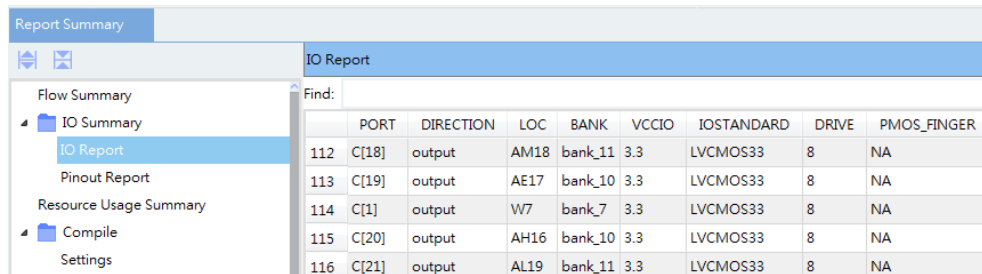 Report Summary
IO Report
Flow Summary
IO Summary
IO Report
Pinout Report
Resource Usage Summary
Compile
Settings
Find:
PORT DIRECTION LOC BANK VCCIO IOSTANDARD DRIVE PMOS_FINGER
112 C[18] output AM18 bank_11 3.3 LVCMOS33 8 NA
113 C[19] output AE17 bank_10 3.3 LVCMOS33 8 NA
114 C[1] output W7 bank_7 3.3 LVCMOS33 8 NA
115 C[20] output AH16 bank_10 3.3 LVCMOS33 8 NA
116 C[21] output AL19 bank_11 3.3 LVCMOS33 8 NA